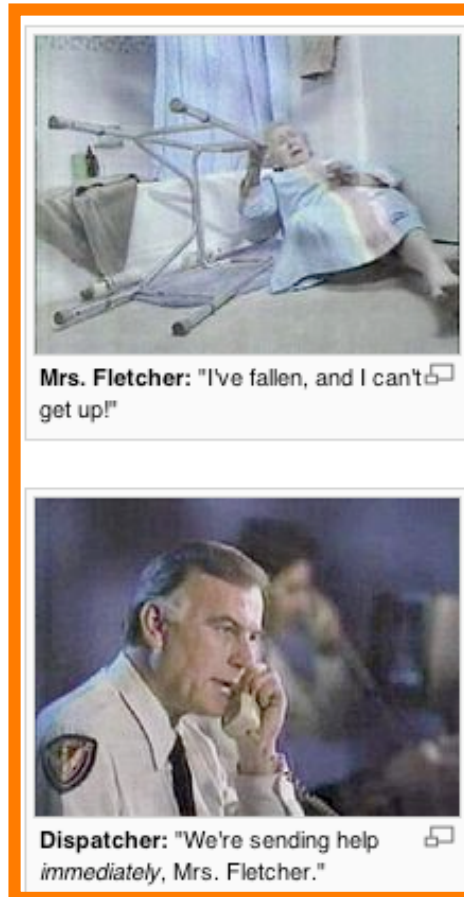 Mrs. Fletcher: "I've fallen, and I can't
get up!"
Dispatcher: "We're sending help
immediately, Mrs. Fletcher."